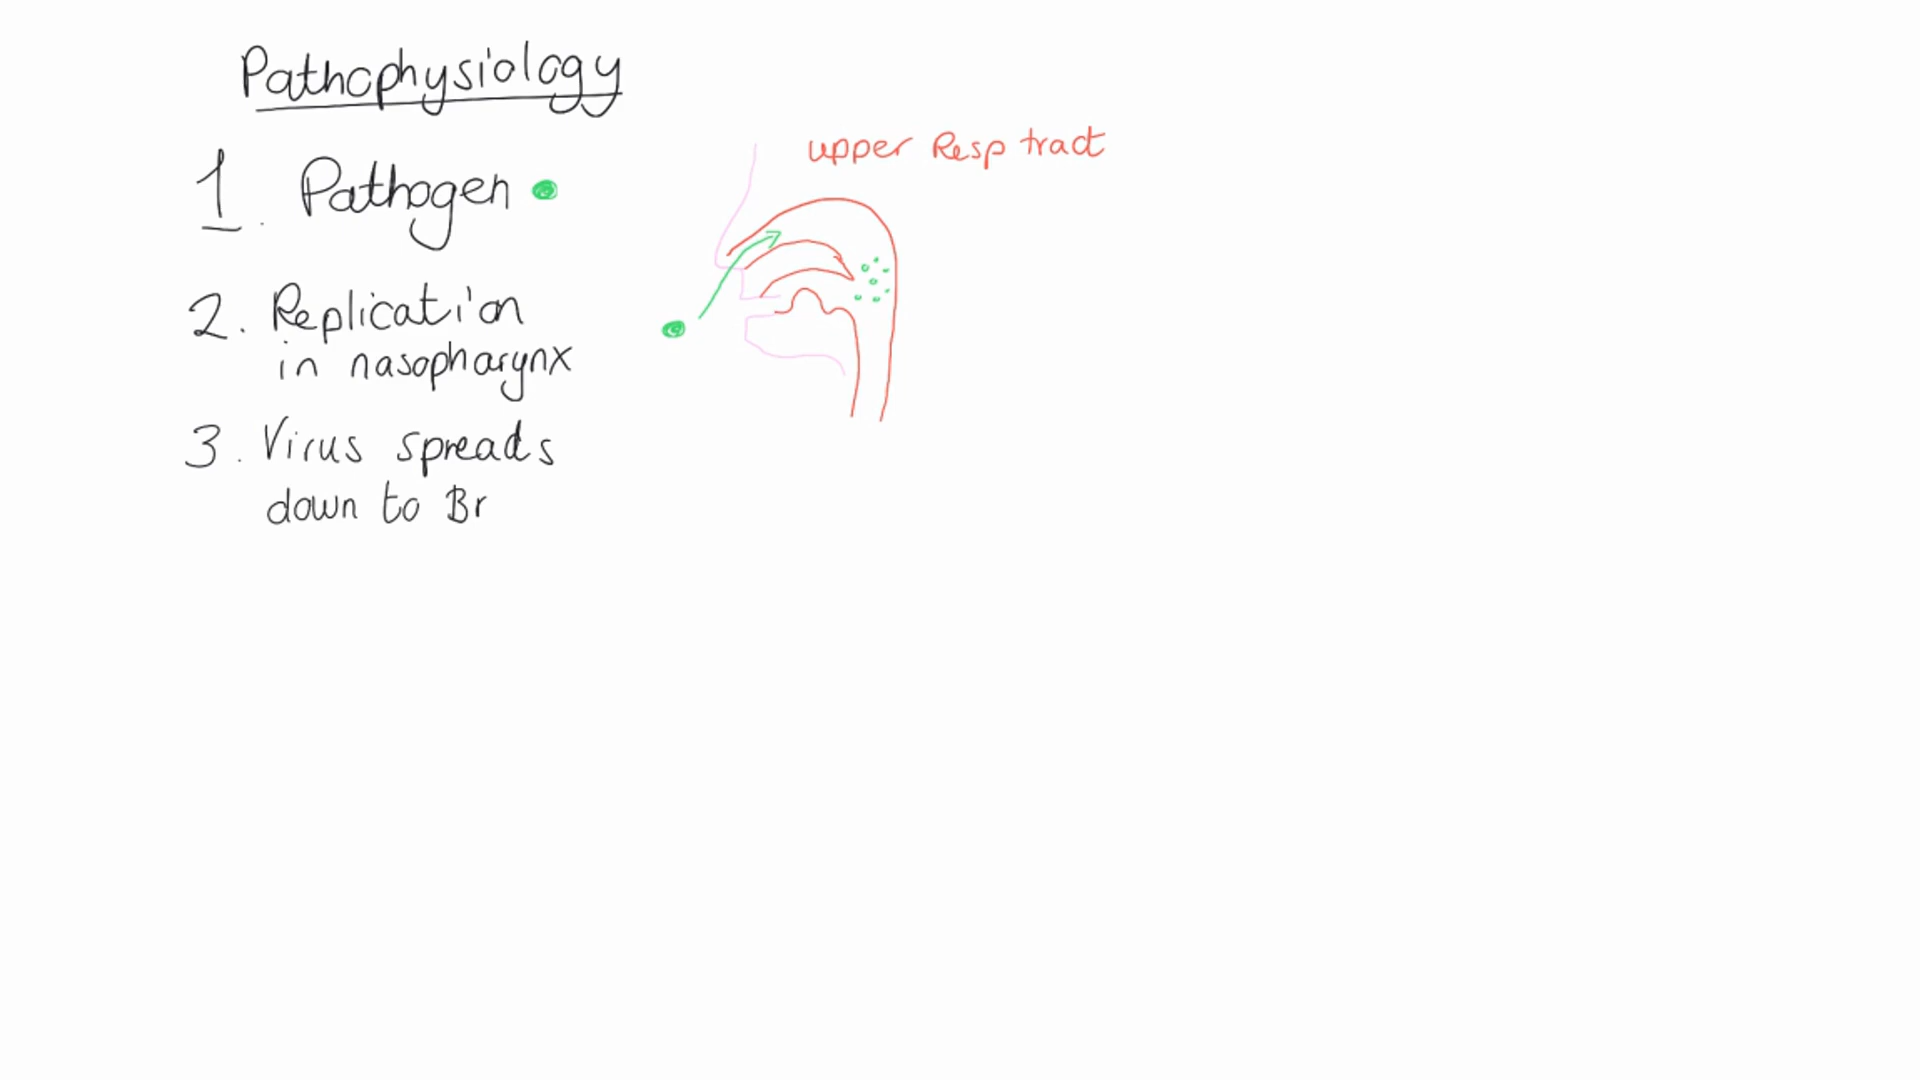 Pathophysiology
1. Pathogen
upper Resp tract
2. Replication
in nasopharynx
3. Virus spreads
down to Br